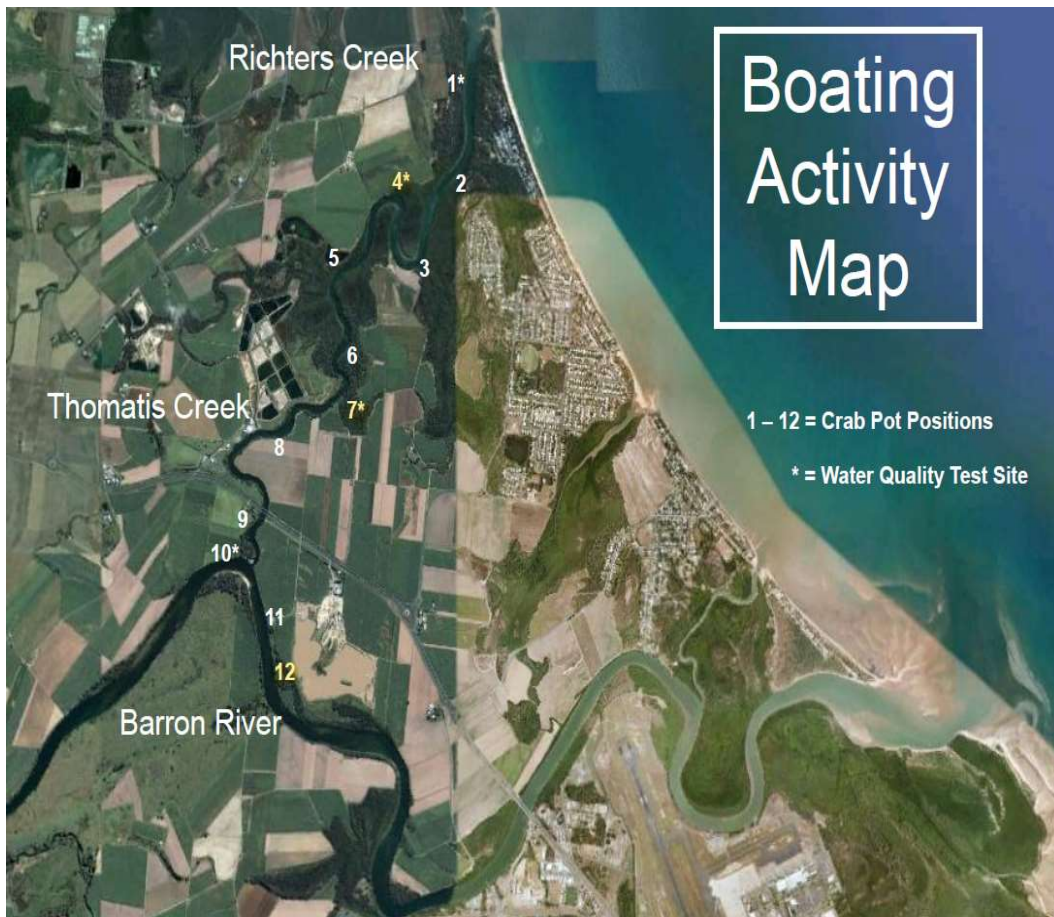 Boating
Activity
Map
Richters Creek
1*
4*
2
5
3
6
Thomatis Creek
7*
8
1 – 12 = Crab Pot Positions
* = Water Quality Test Site
9
10*
11
12
Barron River